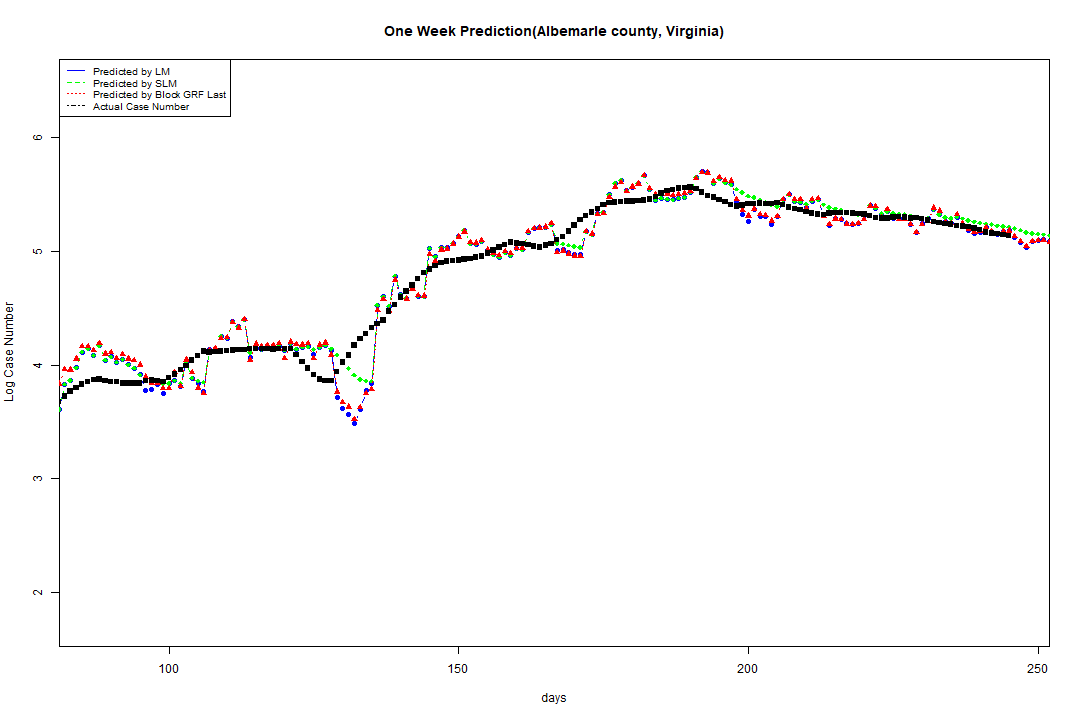 One Week Prediction(Albemarle county, Virginia)
Predicted by LM
Predicted by SLM
Predicted by Block GRF Last
Actual Case Number
6
5
4
3
2
Log Case Number
100
150
200
250
days